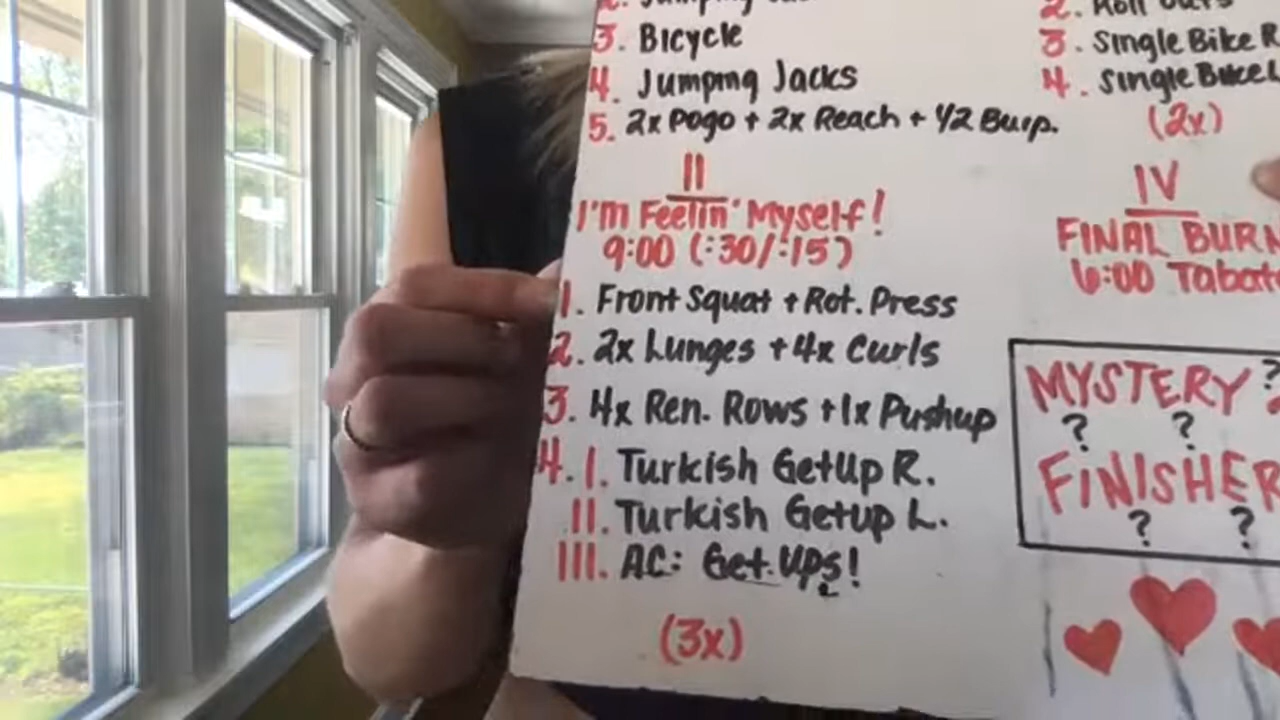 3. Bicycle
4. Jumping Jacks
5. 2x Pogo + 2x Reach + 1/2 Burp.
II
I'm Feelin' Myself!
9:00 (:30/:15)
1. Front Squat + Rot. Press
2. 2x Lunges + 4x Curls
3. 4x Ren. Rows + 1x Pushup
4. I. Turkish GetUp R.
II. Turkish Getup L.
III. AC: Get Ups!
(3x)
2. Roll Outs
3. Single Bike R
4. Single Bike L
(2x)
IV
FINAL BURN
6:00 Tabat
MYSTERY ?
? ?
FINISHER
? ?